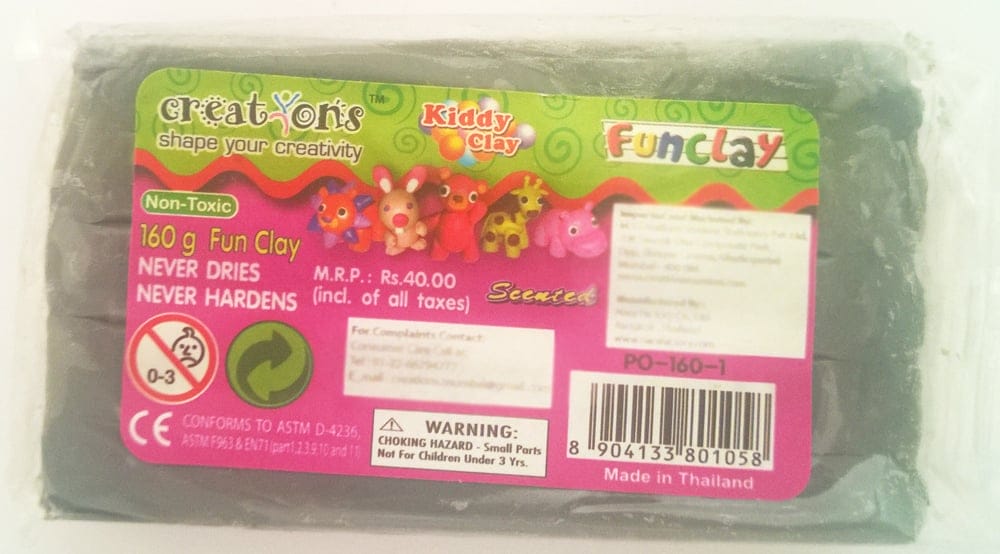 creatyons™
shape your creativity
Kiddy
Clay
FUNCLAY
Non-Toxic
160 g Fun Clay
NEVER DRIES
NEVER HARDENS
M.R.P.: Rs.40.00
(incl. of all taxes)
Scented
0-3
For Complaints Contact:
PO-160-1
CE
CONFORMS TO ASTM D-4236,
ASTM F963 & EN71(part1,2,3,9,10 and 11)
WARNING:
CHOKING HAZARD - Small Parts
Not For Children Under 3 Yrs.
8 904133 801058
Made in Thailand